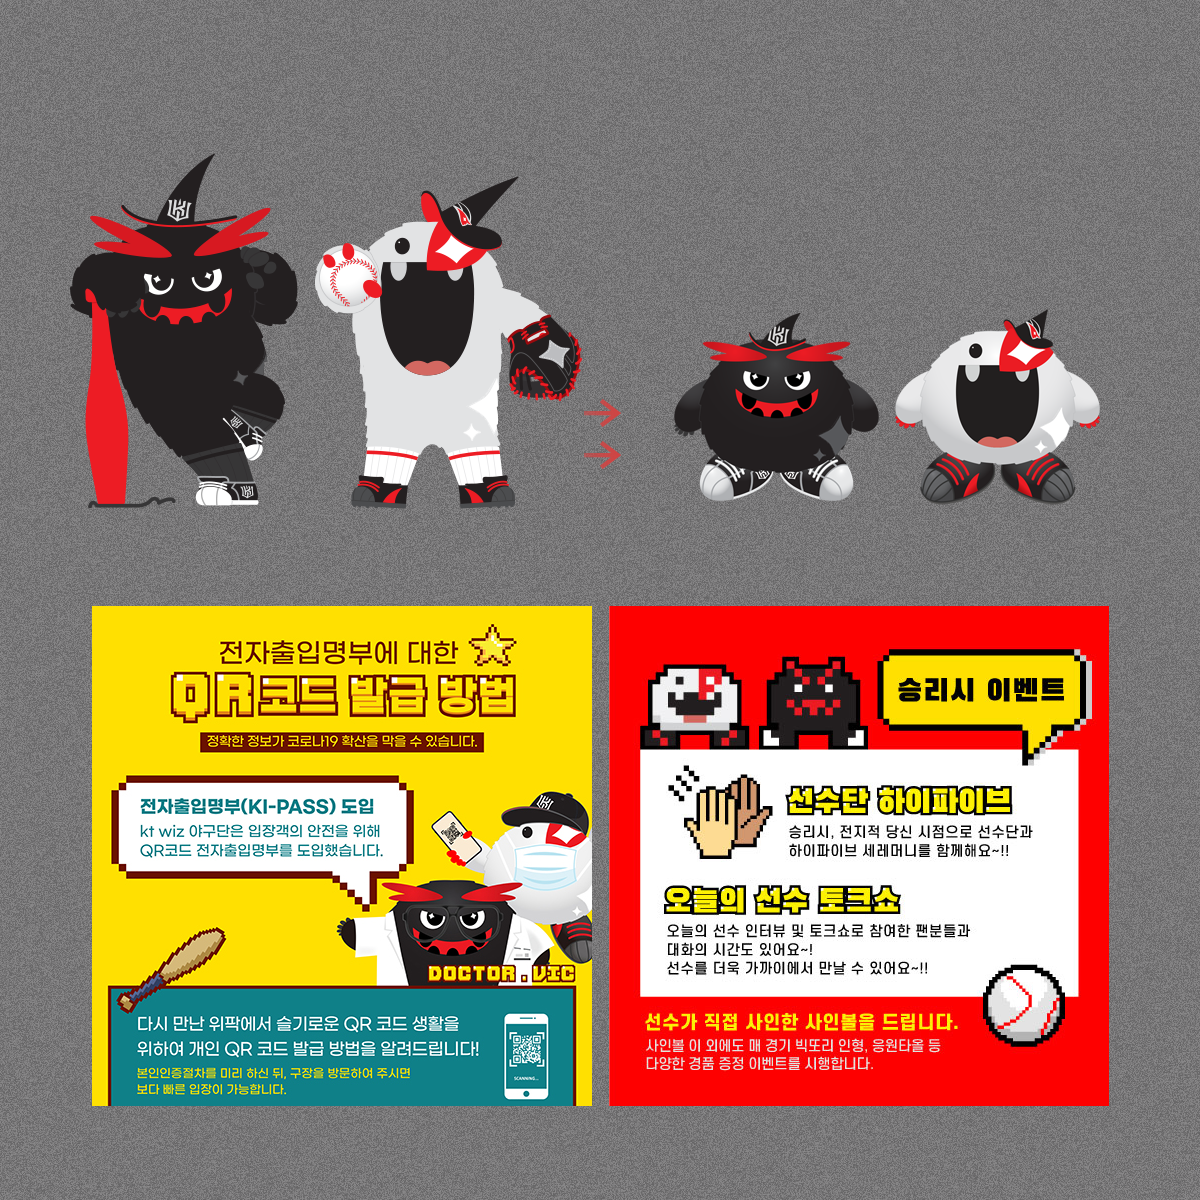 전자출입명부에 대한
QR코드 발급 방법
정확한 정보가 코로나19 확산을 막을 수 있습니다.
전자출입명부(KI-PASS) 도입
kt wiz 야구단은 입장객의 안전을 위해
QR코드 전자출입명부를 도입했습니다.
DOCTOR.VIC
다시 만난 위팍에서 슬기로운 QR 코드 생활을
위하여 개인 QR 코드 발급 방법을 알려드립니다!
본인인증절차를 미리 하신 뒤, 구장을 방문하여 주시면
보다 빠른 입장이 가능합니다.
SCANNING...
승리시 이벤트
선수단 하이파이브
승리시, 전지적 당신 시점으로 선수단과
하이파이브 세레머니를 함께해요~!!
오늘의 선수 토크쇼
오늘의 선수 인터뷰 및 토크쇼로 참여한 팬분들과
대화의 시간도 있어요~!
선수를 더욱 가까이에서 만날 수 있어요~!!
선수가 직접 사인한 사인볼을 드립니다.
사인볼 이 외에도 매 경기 빅또리 인형, 응원타올 등
다양한 경품 증정 이벤트를 시행합니다.